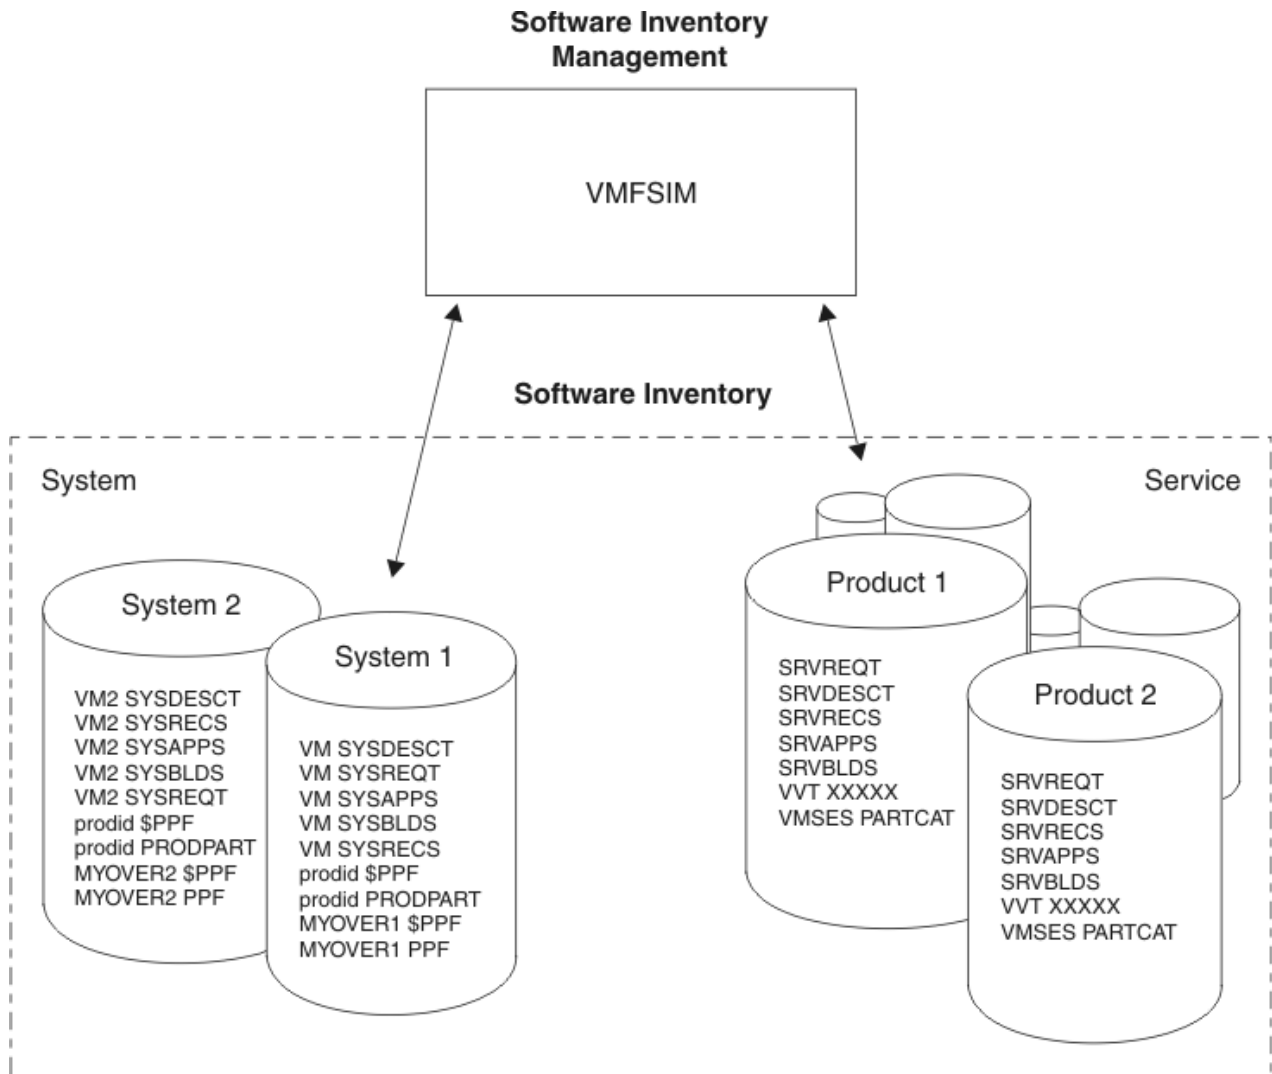 Software Inventory
Management
VMFSIM
Software Inventory
System
Service
System 2
VM2 SYSDESCT
VM2 SYSRECS
VM2 SYSAPPS
VM2 SYSBLDS
VM2 SYSREQT
prodid $PPF
prodid PRODPART
MYOVER2 $PPF
MYOVER2 PPF
System 1
VM SYSDESCT
VM SYSREQT
VM SYSAPPS
VM SYSBLDS
VM SYSRECS
prodid $PPF
prodid PRODPART
MYOVER1 $PPF
MYOVER1 PPF
Product 1
SRVREQT
SRVDESCT
SRVRECS
SRVAPPS
SRVBLDS
VVT XXXXX
VMSES PARTCAT
Product 2
SRVREQT
SRVDESCT
SRVRECS
SRVAPPS
SRVBLDS
VVT XXXXX
VMSES PARTCAT